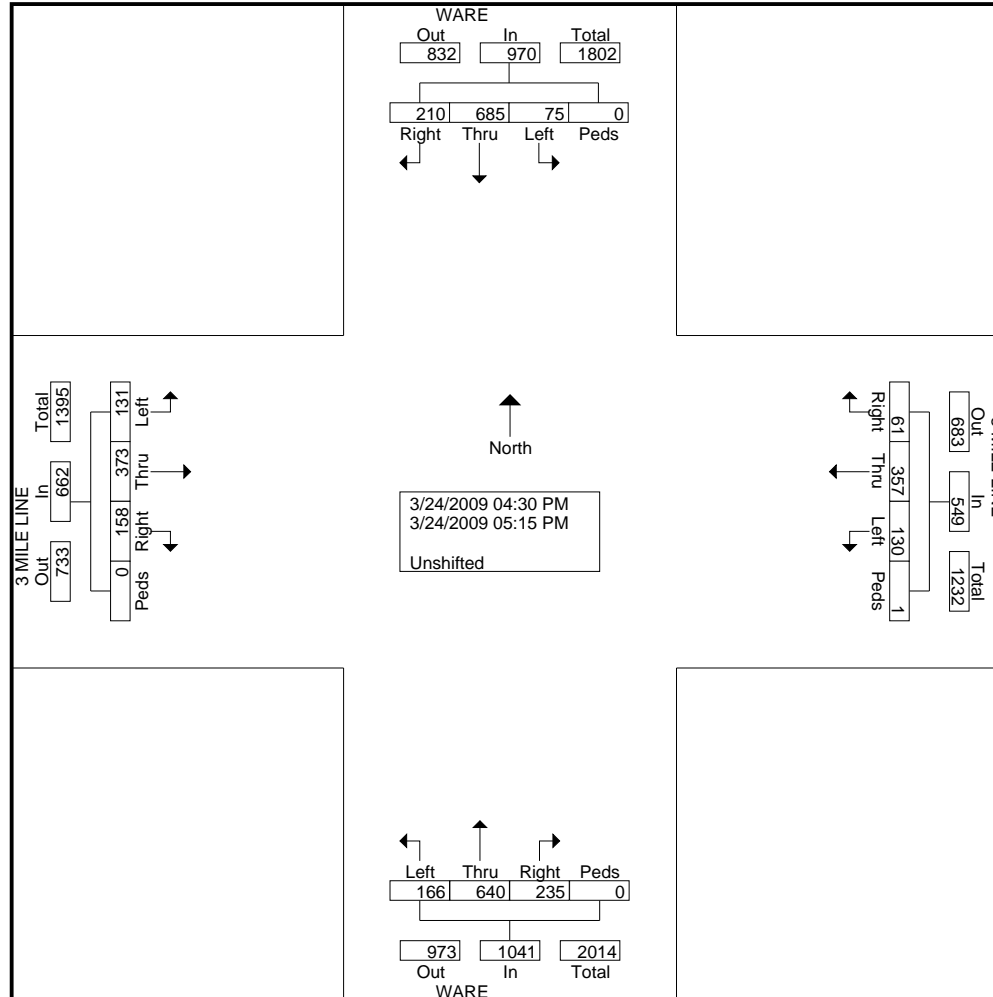 WARE
Out In Total
832 970 1802
210 685 75 0
Right Thru Left Peds
Total 1395
In 662
Out 733
3 MILE LINE
Left 131
Thru 373
Right 158
Peds 0
North
3/24/2009 04:30 PM
3/24/2009 05:15 PM
Unshifted
Right 61
Thru 357
Left 130
Peds 1
Out 683
In 549
Total 1232
MILE LINE
Left Thru Right Peds
166 640 235 0
973 1041 2014
Out In Total
WARE